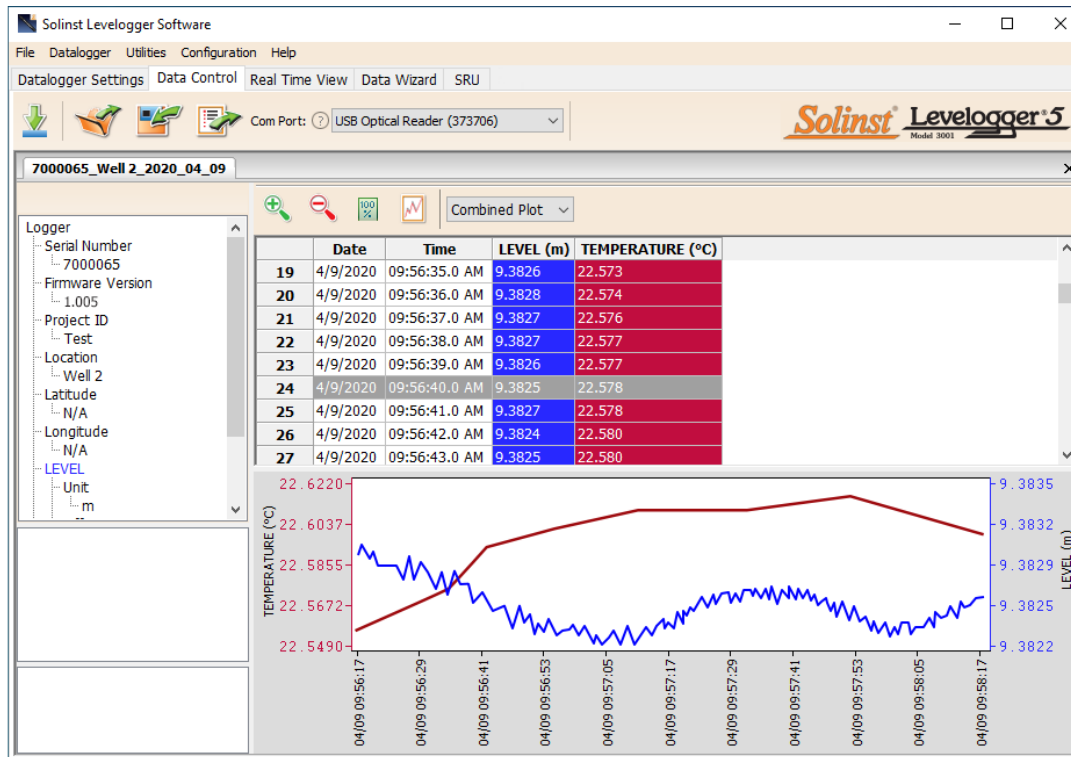 Solinst Levelogger Software
File Datalogger Utilities Configuration Help
Datalogger Settings Data Control Real Time View Data Wizard SRU
Com Port: ? USB Optical Reader (373706)
Solinst Levelogger 5
Model 3001
7000065_Well 2_2020_04_09
100 %
Combined Plot
Logger
Serial Number
7000065
Firmware Version
1.005
Project ID
Test
Location
Well 2
Latitude
N/A
Longitude
N/A
LEVEL
Unit
m
Date Time LEVEL (m) TEMPERATURE (°C)
19 4/9/2020 09:56:35.0 AM 9.3826 22.573
20 4/9/2020 09:56:36.0 AM 9.3828 22.574
21 4/9/2020 09:56:37.0 AM 9.3827 22.576
22 4/9/2020 09:56:38.0 AM 9.3827 22.577
23 4/9/2020 09:56:39.0 AM 9.3826 22.577
24 4/9/2020 09:56:40.0 AM 9.3825 22.578
25 4/9/2020 09:56:41.0 AM 9.3827 22.578
26 4/9/2020 09:56:42.0 AM 9.3824 22.580
27 4/9/2020 09:56:43.0 AM 9.3825 22.580
TEMPERATURE (°C)
22.6220
22.6037
22.5855
22.5672
22.5490
9.3835
9.3832
9.3829
9.3825
9.3822
LEVEL (m)
04/09 09:56:17
04/09 09:56:29
04/09 09:56:41
04/09 09:56:53
04/09 09:57:05
04/09 09:57:17
04/09 09:57:29
04/09 09:57:41
04/09 09:57:53
04/09 09:58:05
04/09 09:58:17